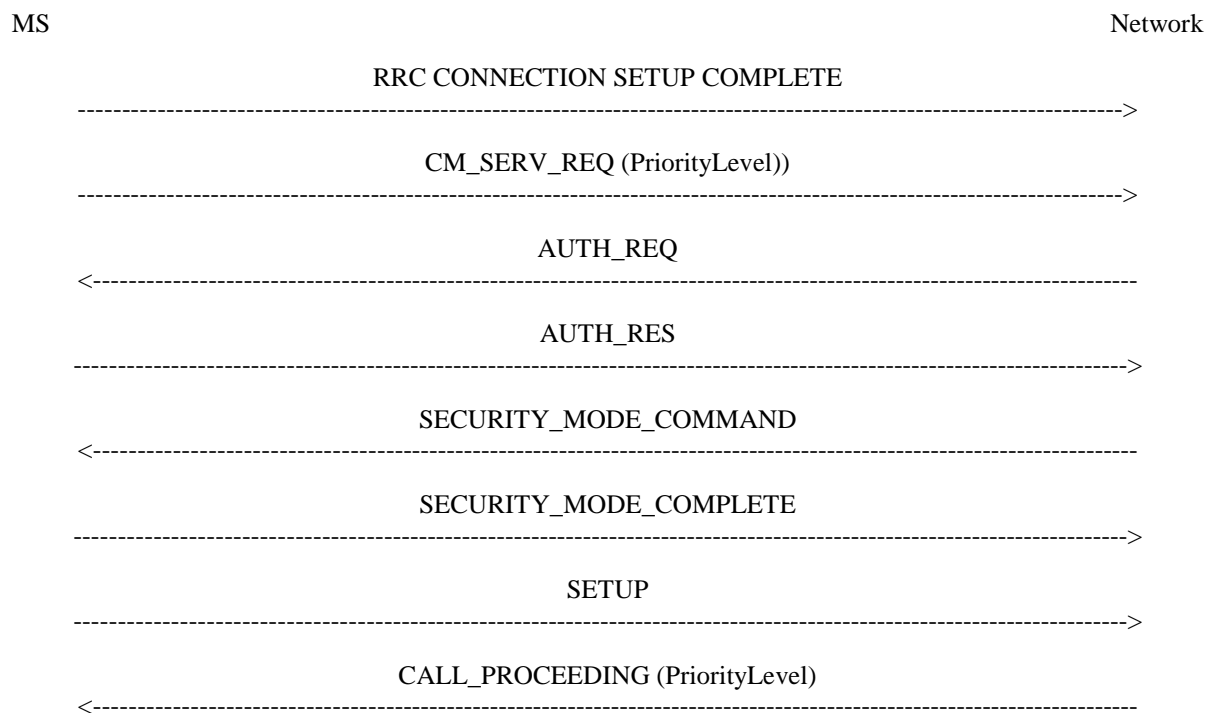 MS Network
RRC CONNECTION SETUP COMPLETE
----------------------------------------------------------------------------------------------------------------------->
CM_SERV_REQ (PriorityLevel))
----------------------------------------------------------------------------------------------------------------------->
AUTH_REQ
<-----------------------------------------------------------------------------------------------------------------------
AUTH_RES
----------------------------------------------------------------------------------------------------------------------->
SECURITY_MODE_COMMAND
<-----------------------------------------------------------------------------------------------------------------------
SECURITY_MODE_COMPLETE
----------------------------------------------------------------------------------------------------------------------->
SETUP
----------------------------------------------------------------------------------------------------------------------->
CALL_PROCEEDING (PriorityLevel)
<-----------------------------------------------------------------------------------------------------------------------